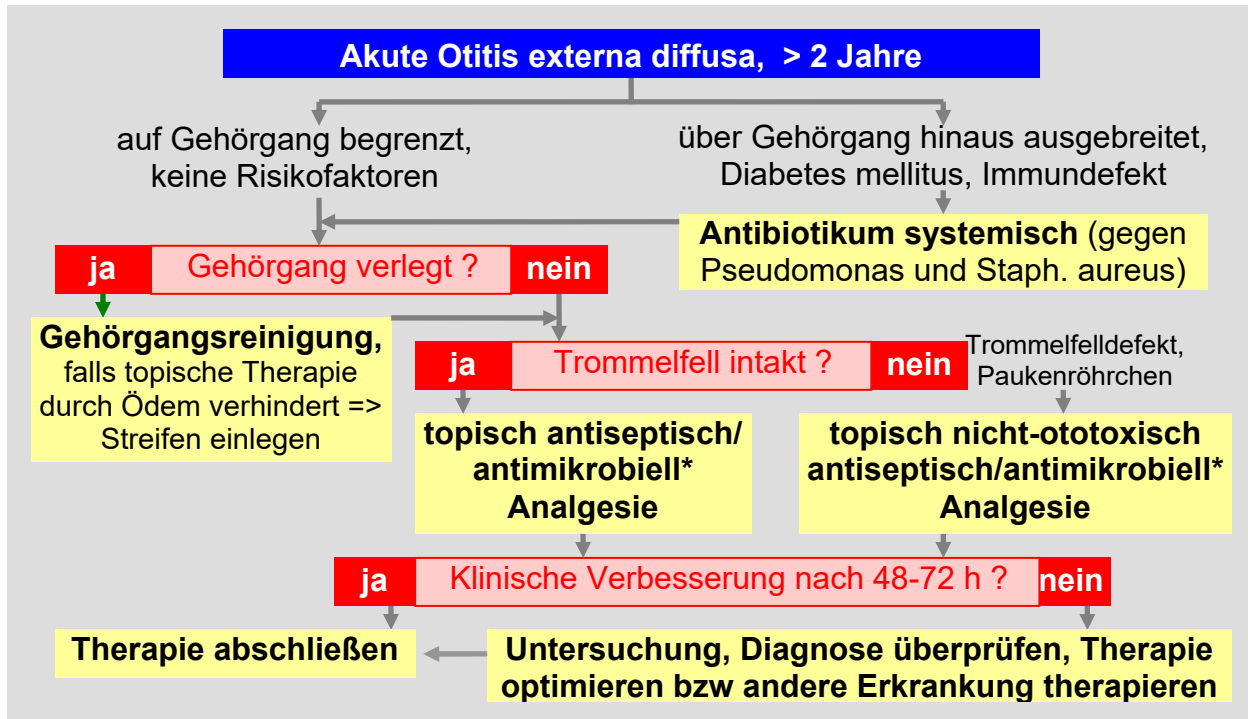 Akute Otitis externa diffusa, > 2 Jahre
auf Gehörgang begrenzt,
keine Risikofaktoren
über Gehörgang hinaus ausgebreitet,
Diabetes mellitus, Immundefekt
Antibiotikum systemisch (gegen
Pseudomonas und Staph. aureus)
ja Gehörgang verlegt ? nein
Gehörgangsreinigung,
falls topische Therapie
durch Ödem verhindert =>
Streifen einlegen
ja Trommelfell intakt ? nein
Trommelfelldefekt,
Paukenröhrchen
topisch antiseptisch/
antimikrobiell*
Analgesie
topisch nicht-ototoxisch
antiseptisch/antimikrobiell*
Analgesie
ja Klinische Verbesserung nach 48-72 h ? nein
Therapie abschließen
Untersuchung, Diagnose überprüfen, Therapie
optimieren bzw andere Erkrankung therapieren